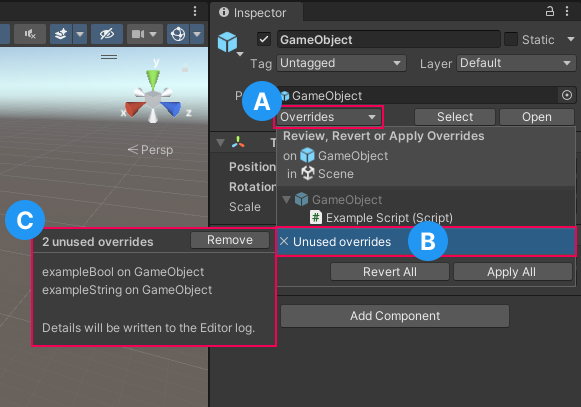 Inspector
GameObject
Static
Tag Untagged Layer Default
GameObject
A
Overrides Select Open
Review, Revert or Apply Overrides
on GameObject
in Scene
GameObject
Example Script (Script)
Unused overrides
B
Revert All Apply All
Add Component
Rotation
Scale
y
x z
Persp
C
2 unused overrides Remove
exampleBool on GameObject
exampleString on GameObject
Details will be written to the Editor log.